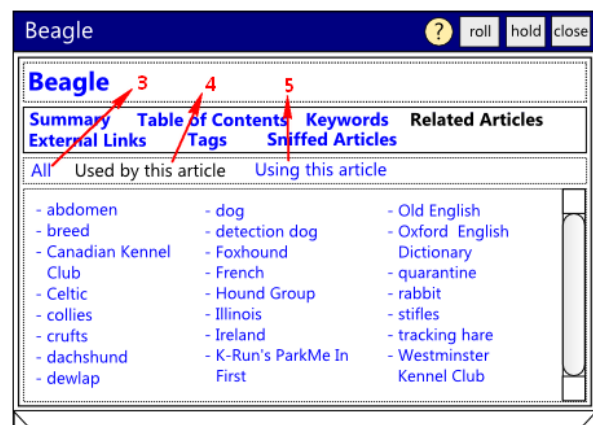 Beagle ? roll hold close
Beagle 3 4 5
Summary Table of Contents Keywords Related Articles
External Links Tags Sniffed Articles
All Used by this article Using this article
- abdomen
- breed
- Canadian Kennel
Club
- Celtic
- collies
- crufts
- dachshund
- dewlap
- dog
- detection dog
- Foxhound
- French
- Hound Group
- Illinois
- Ireland
- K-Run's ParkMe In
First
- Old English
- Oxford English
Dictionary
- quarantine
- rabbit
- stifles
- tracking hare
- Westminster
Kennel Club